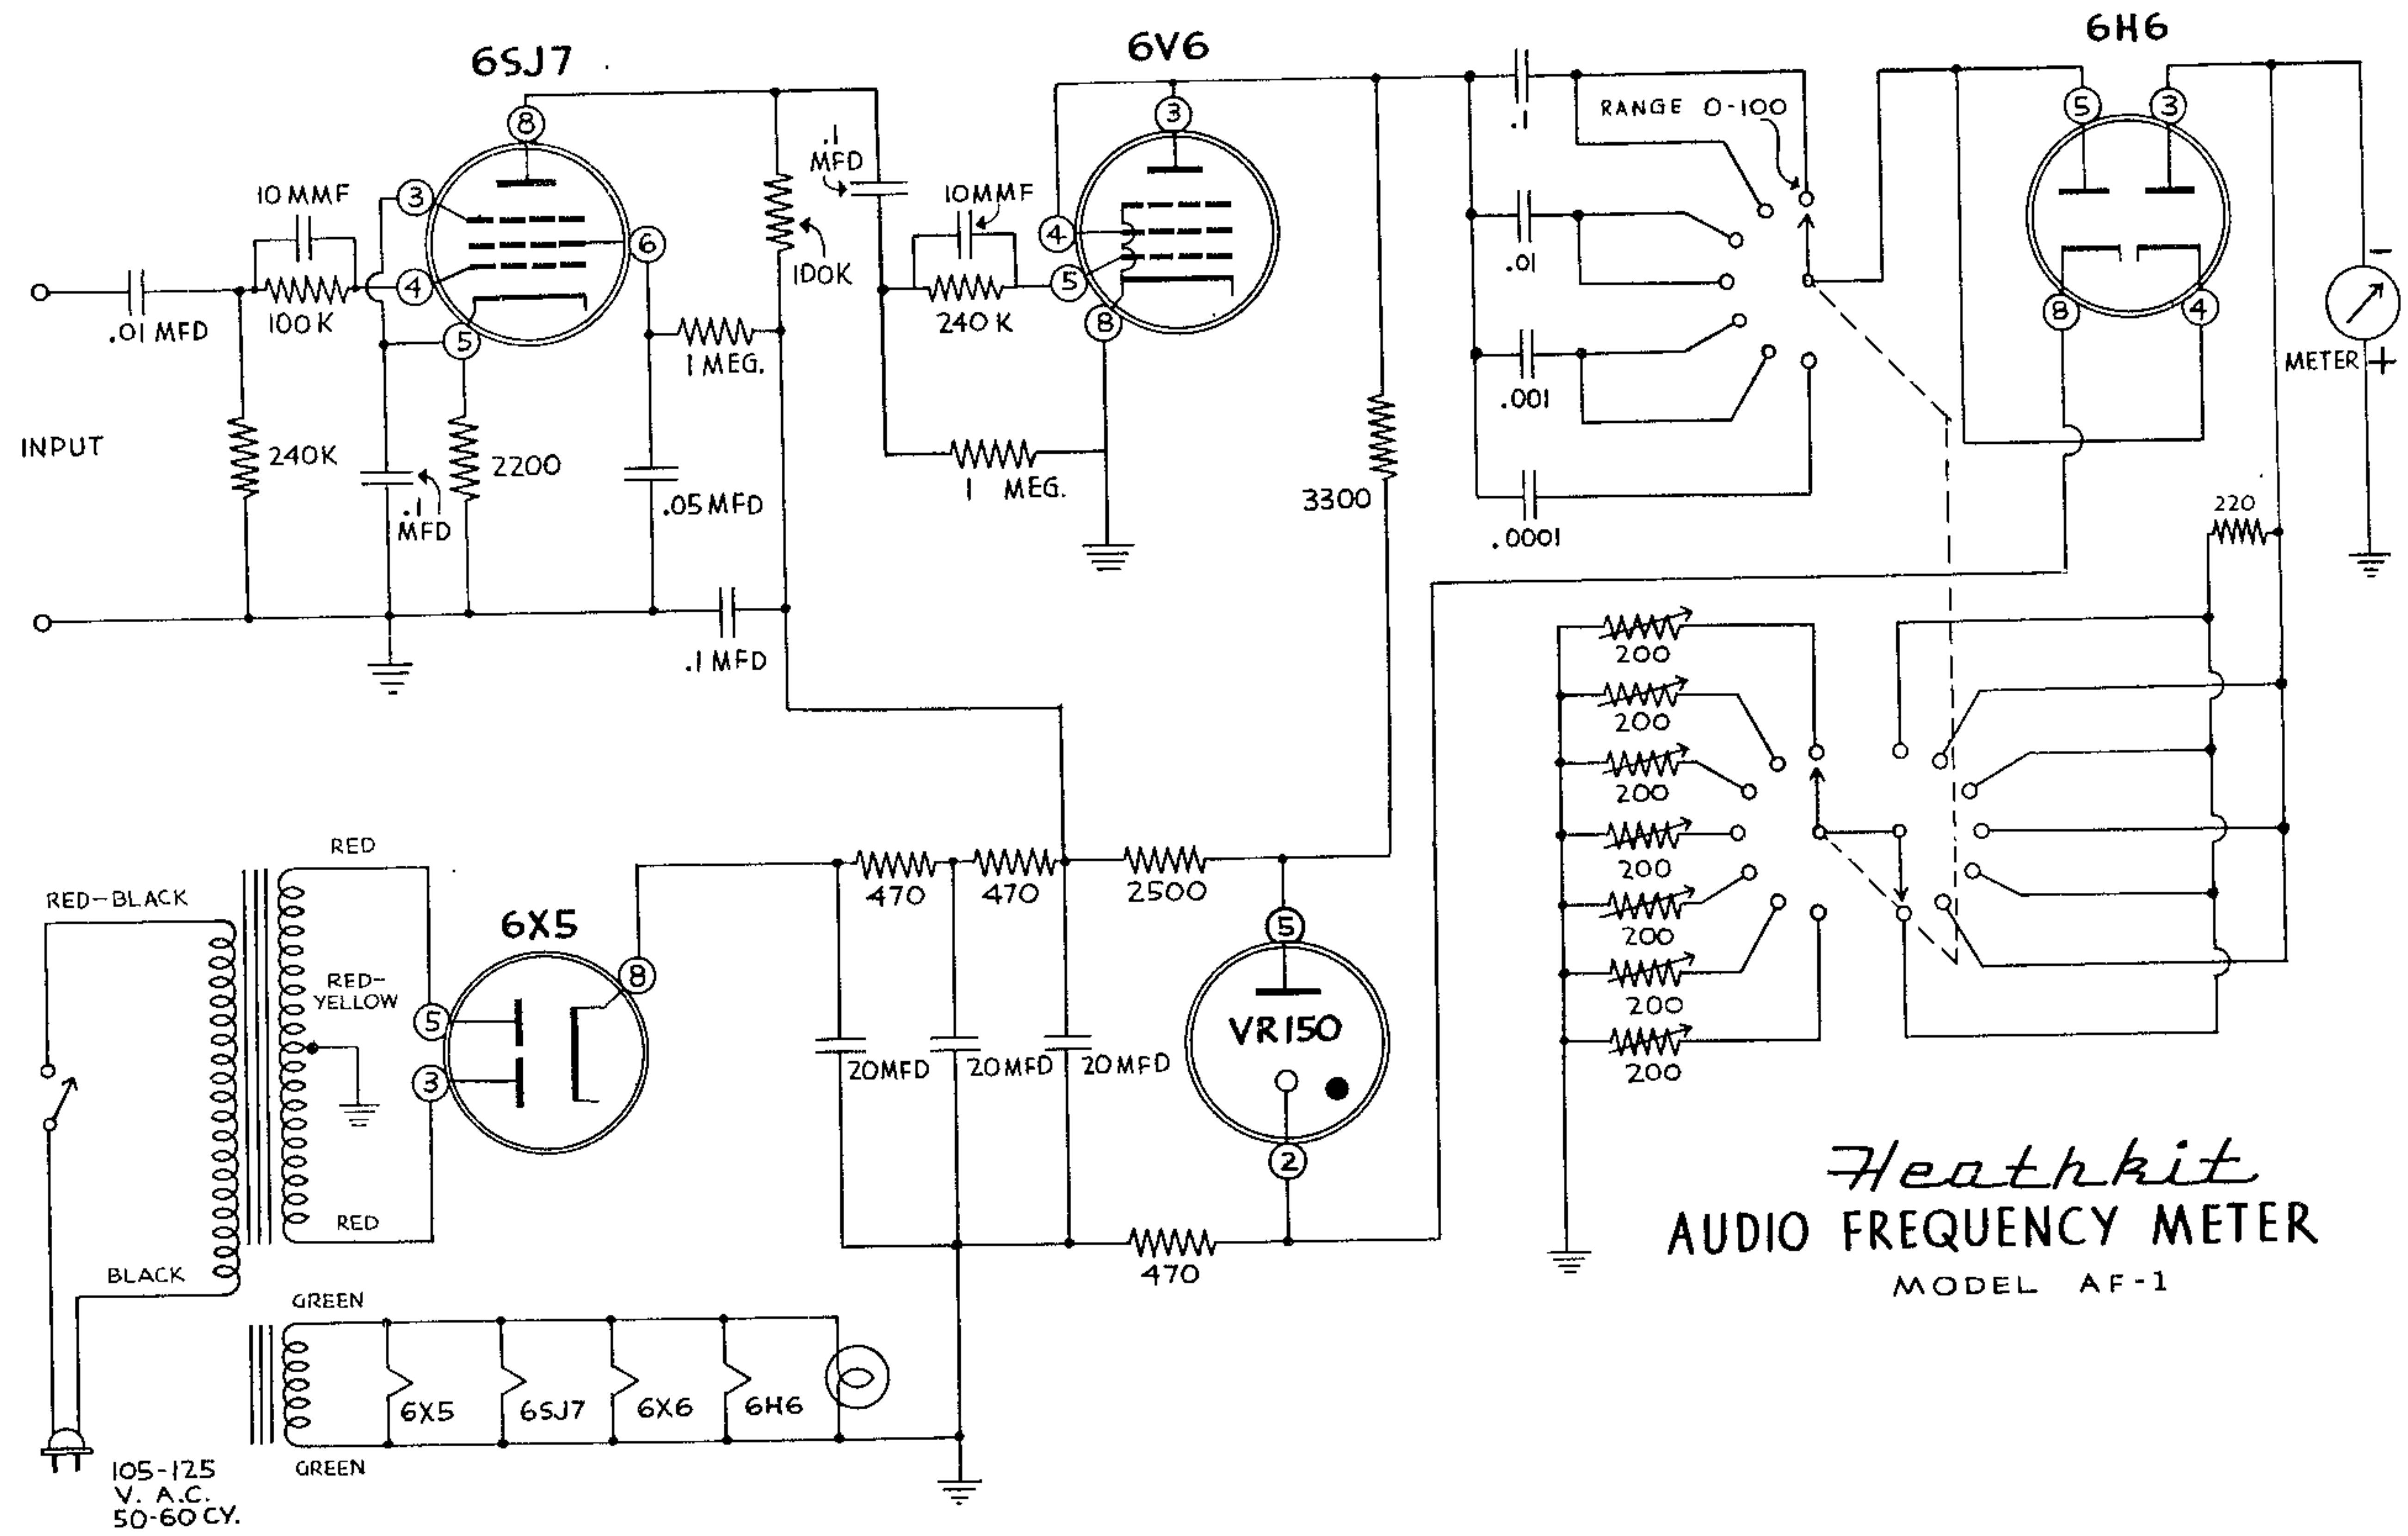 6SJ7
6V6
6H6
8
.1
MFD
3
.1
RANGE 0-100
5
3
10 MMF
3
10MMF
6
4
100K
.01
.01 MFD
100K
4
5
240K
8
8
4
5
1 MEG.
METER
-
+
.001
INPUT
240K
2200
.1
MFD
.05 MFD
1 MEG.
3300
.0001
220
.1 MFD
200
200
200
200
200
200
200
RED
RED-BLACK
6X5
470
470
2500
8
5
RED-
YELLOW
5
3
VR150
20MFD
20MFD
20MFD
2
RED
BLACK
470
Heathkit
AUDIO FREQUENCY METER
MODEL AF-1
GREEN
6X5
6SJ7
6X6
6H6
GREEN
105-125
V. A.C.
50-60 CY.